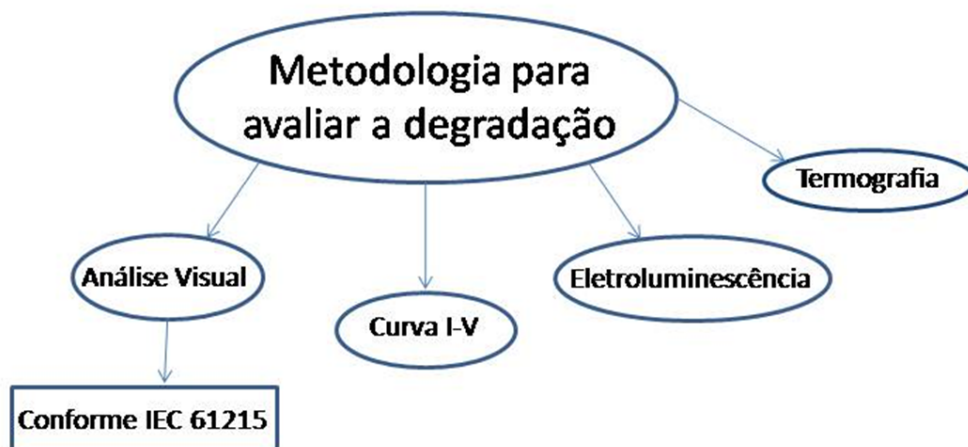 Metodologia para
avaliar a degradação
Termografia
Análise Visual
Eletroluminescência
Curva I-V
Conforme IEC 61215